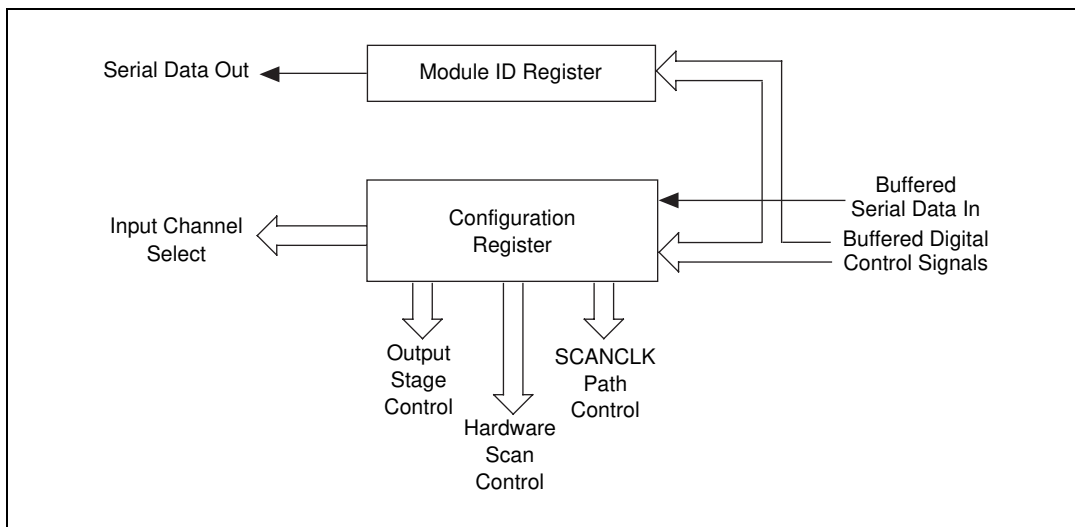 Serial Data Out
Module ID Register
Input Channel
Select
Configuration
Register
Buffered
Serial Data In
Buffered Digital
Control Signals
Output
Stage
Control
Hardware
Scan
Control
SCANCLK
Path
Control